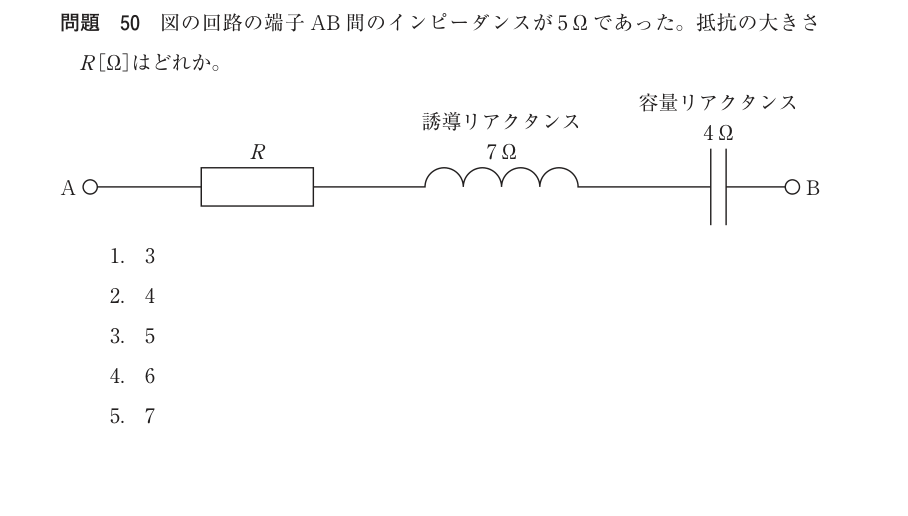 問題 50 図の回路の端子 AB 間のインピーダンスが 5 Ω であった。抵抗の大きさ
R[Ω]はどれか。
容量リアクタンス
誘導リアクタンス
4 Ω
R
7 Ω
A
B
1. 3
2. 4
3. 5
4. 6
5. 7